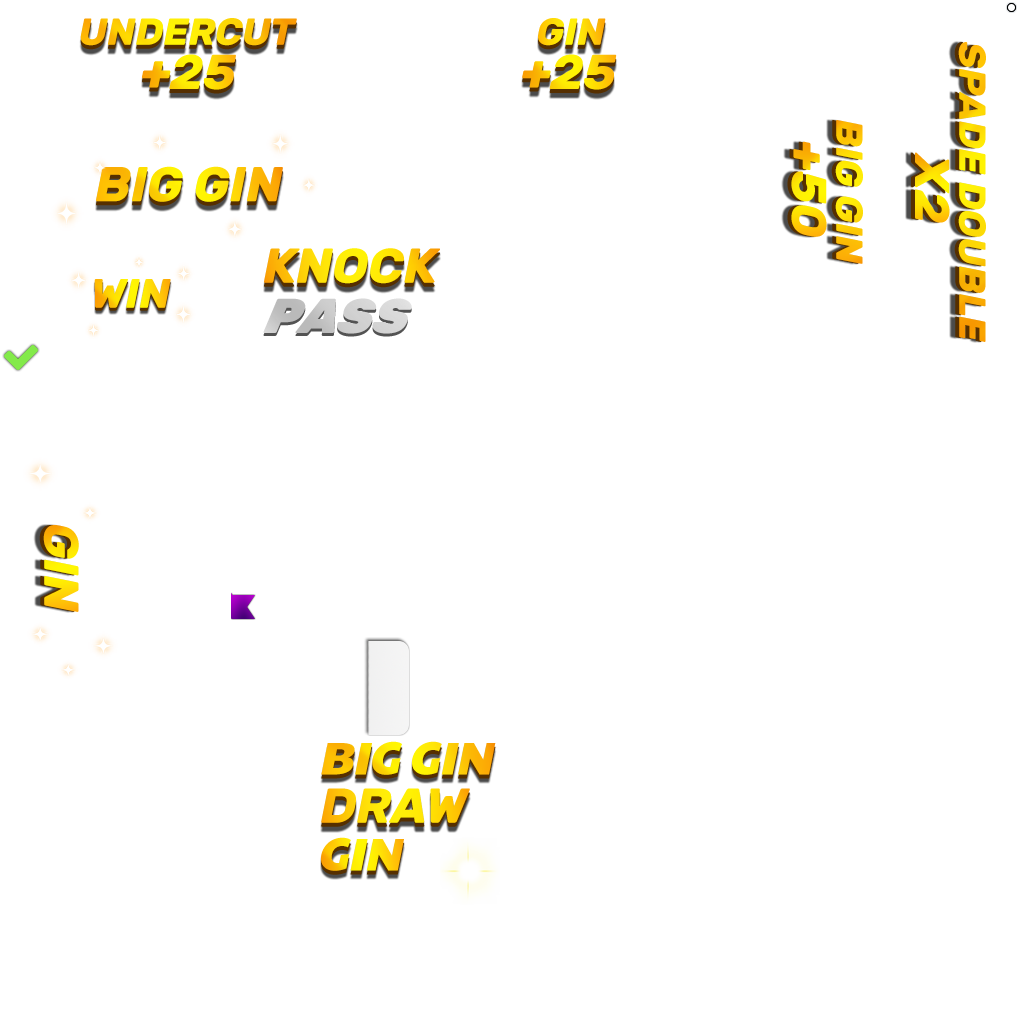 UNDERCUT
+25
GIN
+25
SPADE DOUBLE
X2
BIG GIN
+50
BIG GIN
KNOCK
PASS
WIN
GIN
BIG GIN
DRAW
GIN